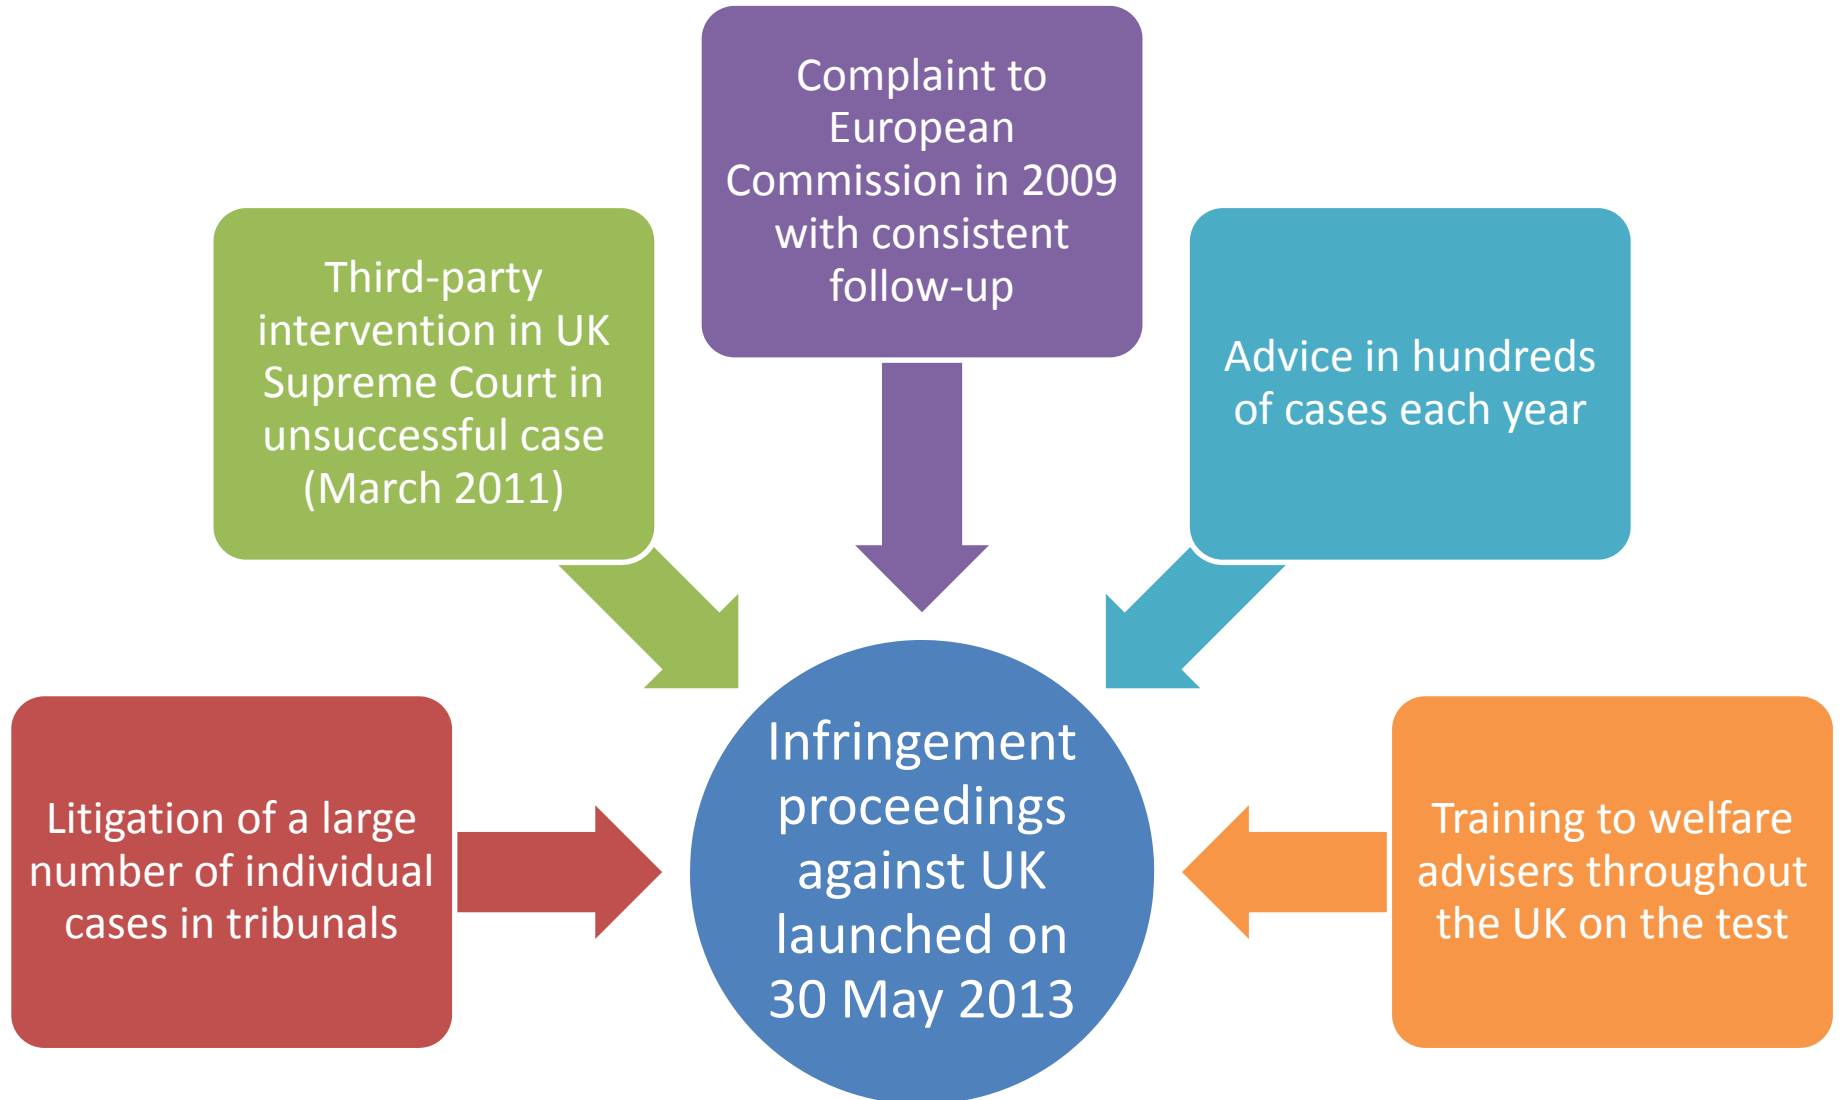 Complaint to
European
Commission in 2009
with consistent
follow-up
Third-party
intervention in UK
Supreme Court in
unsuccessful case
(March 2011)
Advice in hundreds
of cases each year
Litigation of a large
number of individual
cases in tribunals
Infringement
proceedings
against UK
launched on
30 May 2013
Training to welfare
advisers throughout
the UK on the test